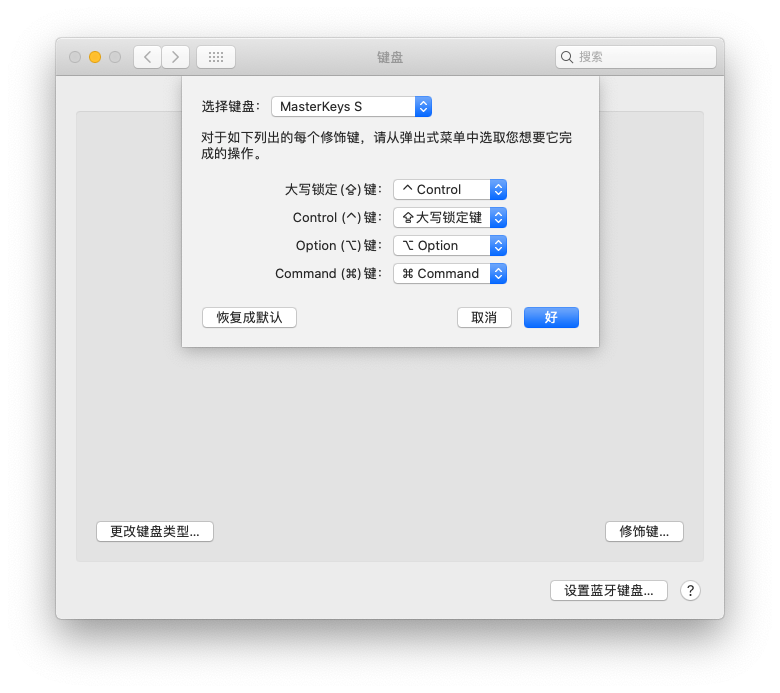 键盘
搜索
选择键盘： MasterKeys S
对于如下列出的每个修饰键，请从弹出式菜单中选取您想要它完
成的操作。
大写锁定 (⇪) 键： ^ Control
Control (^) 键： ⇪ 大写锁定键
Option (⌥) 键： ⌥ Option
Command (⌘) 键： ⌘ Command
恢复成默认 取消 好
更改键盘类型... 修饰键...
设置蓝牙键盘... ?